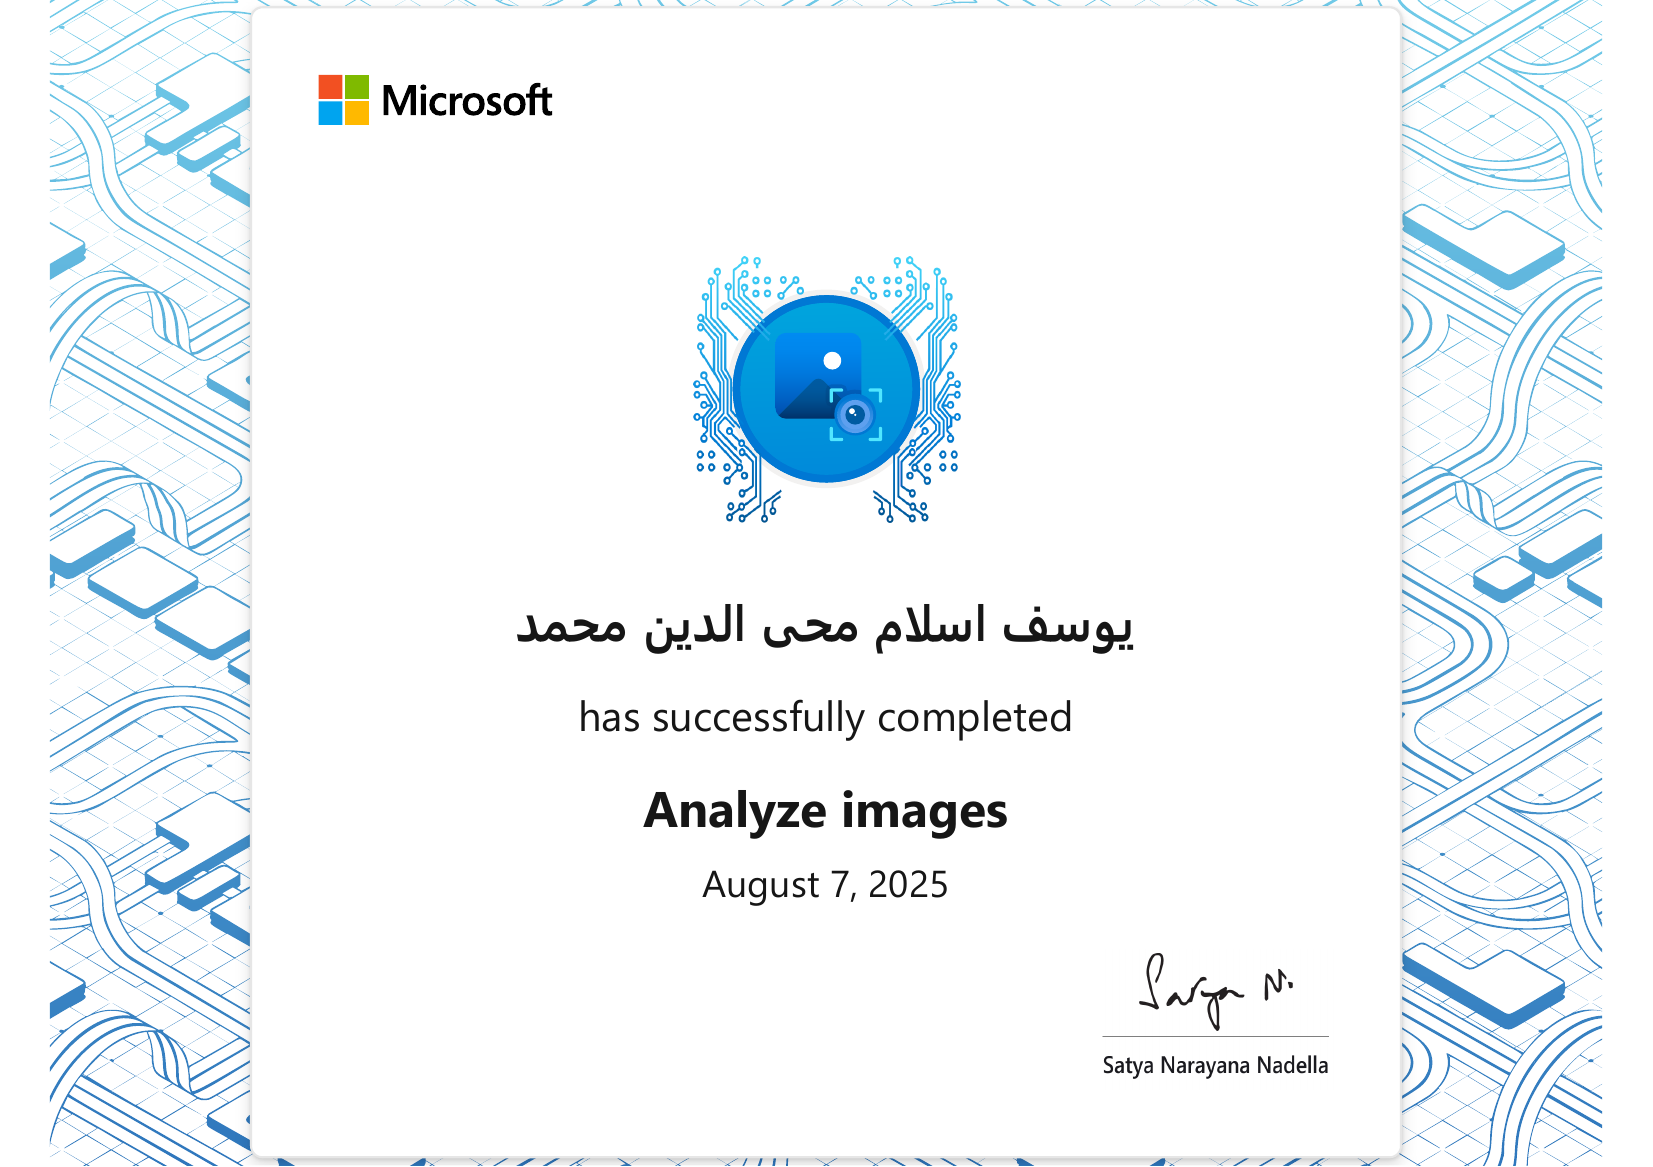 Microsoft
يوسف اسلام محى الدين محمد
has successfully completed
Analyze images
August 7, 2025
Satya N.
Satya Narayana Nadella